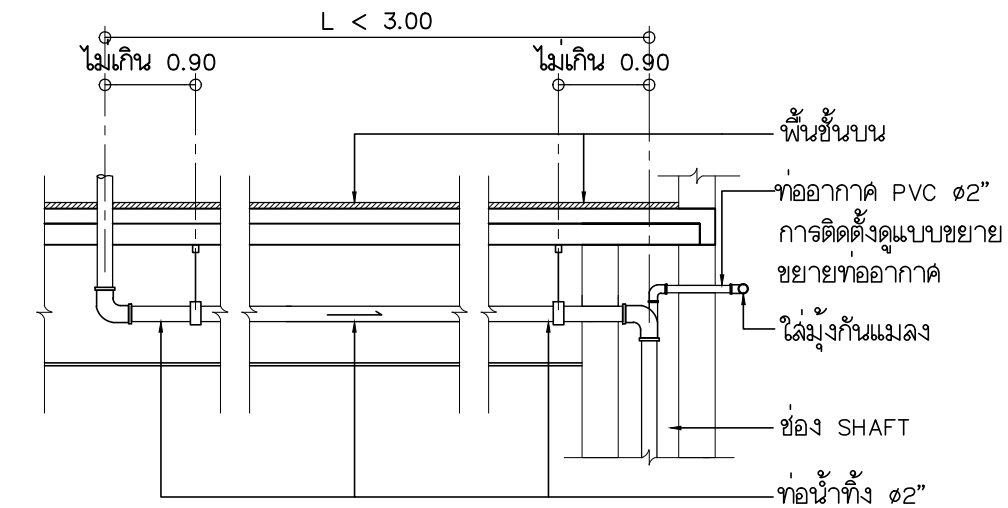 L < 3.00
ไม่เกิน 0.90
ไม่เกิน 0.90
พื้นชั้นบน
ท่ออากาศ PVC ø2"
การติดตั้งดูแบบขยาย
ขยายท่ออากาศ
ใส่มุ้งกันแมลง
ช่อง SHAFT
ท่อน้ำทิ้ง ø2"